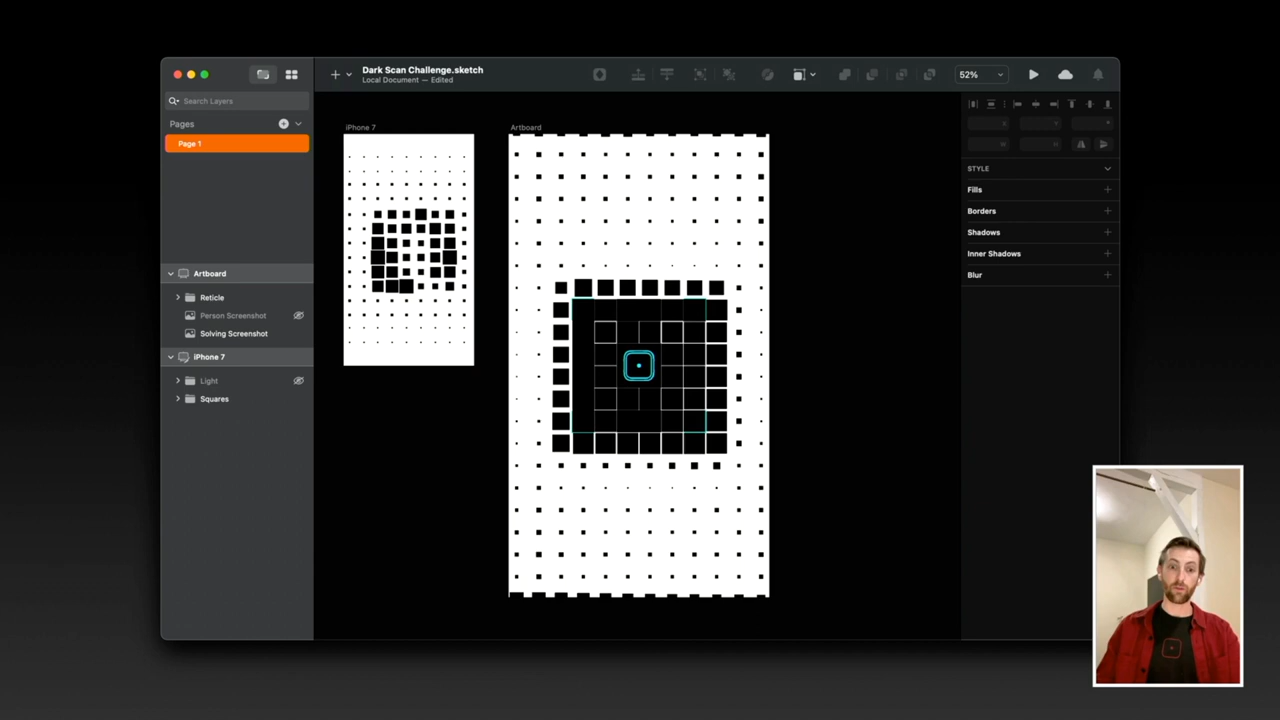 Dark Scan Challenge.sketch
Local Document — Edited
52%
Search Layers
Pages
Page 1
Artboard
Reticle
Person Screenshot
Solving Screenshot
iPhone 7
Light
Squares
iPhone 7
Artboard
X
Y
°
W
H
STYLE
Fills
Borders
Shadows
Inner Shadows
Blur